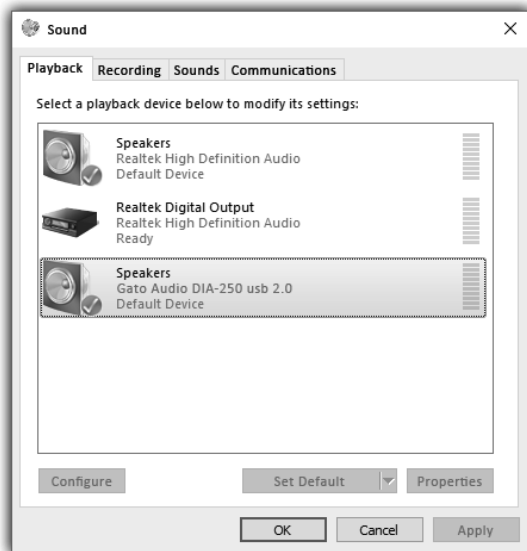 Sound
Playback Recording Sounds Communications
Select a playback device below to modify its settings:
Speakers
Realtek High Definition Audio
Default Device
Realtek Digital Output
Realtek High Definition Audio
Ready
Speakers
Gato Audio DIA-250 usb 2.0
Default Device
Configure Set Default Properties
OK Cancel Apply